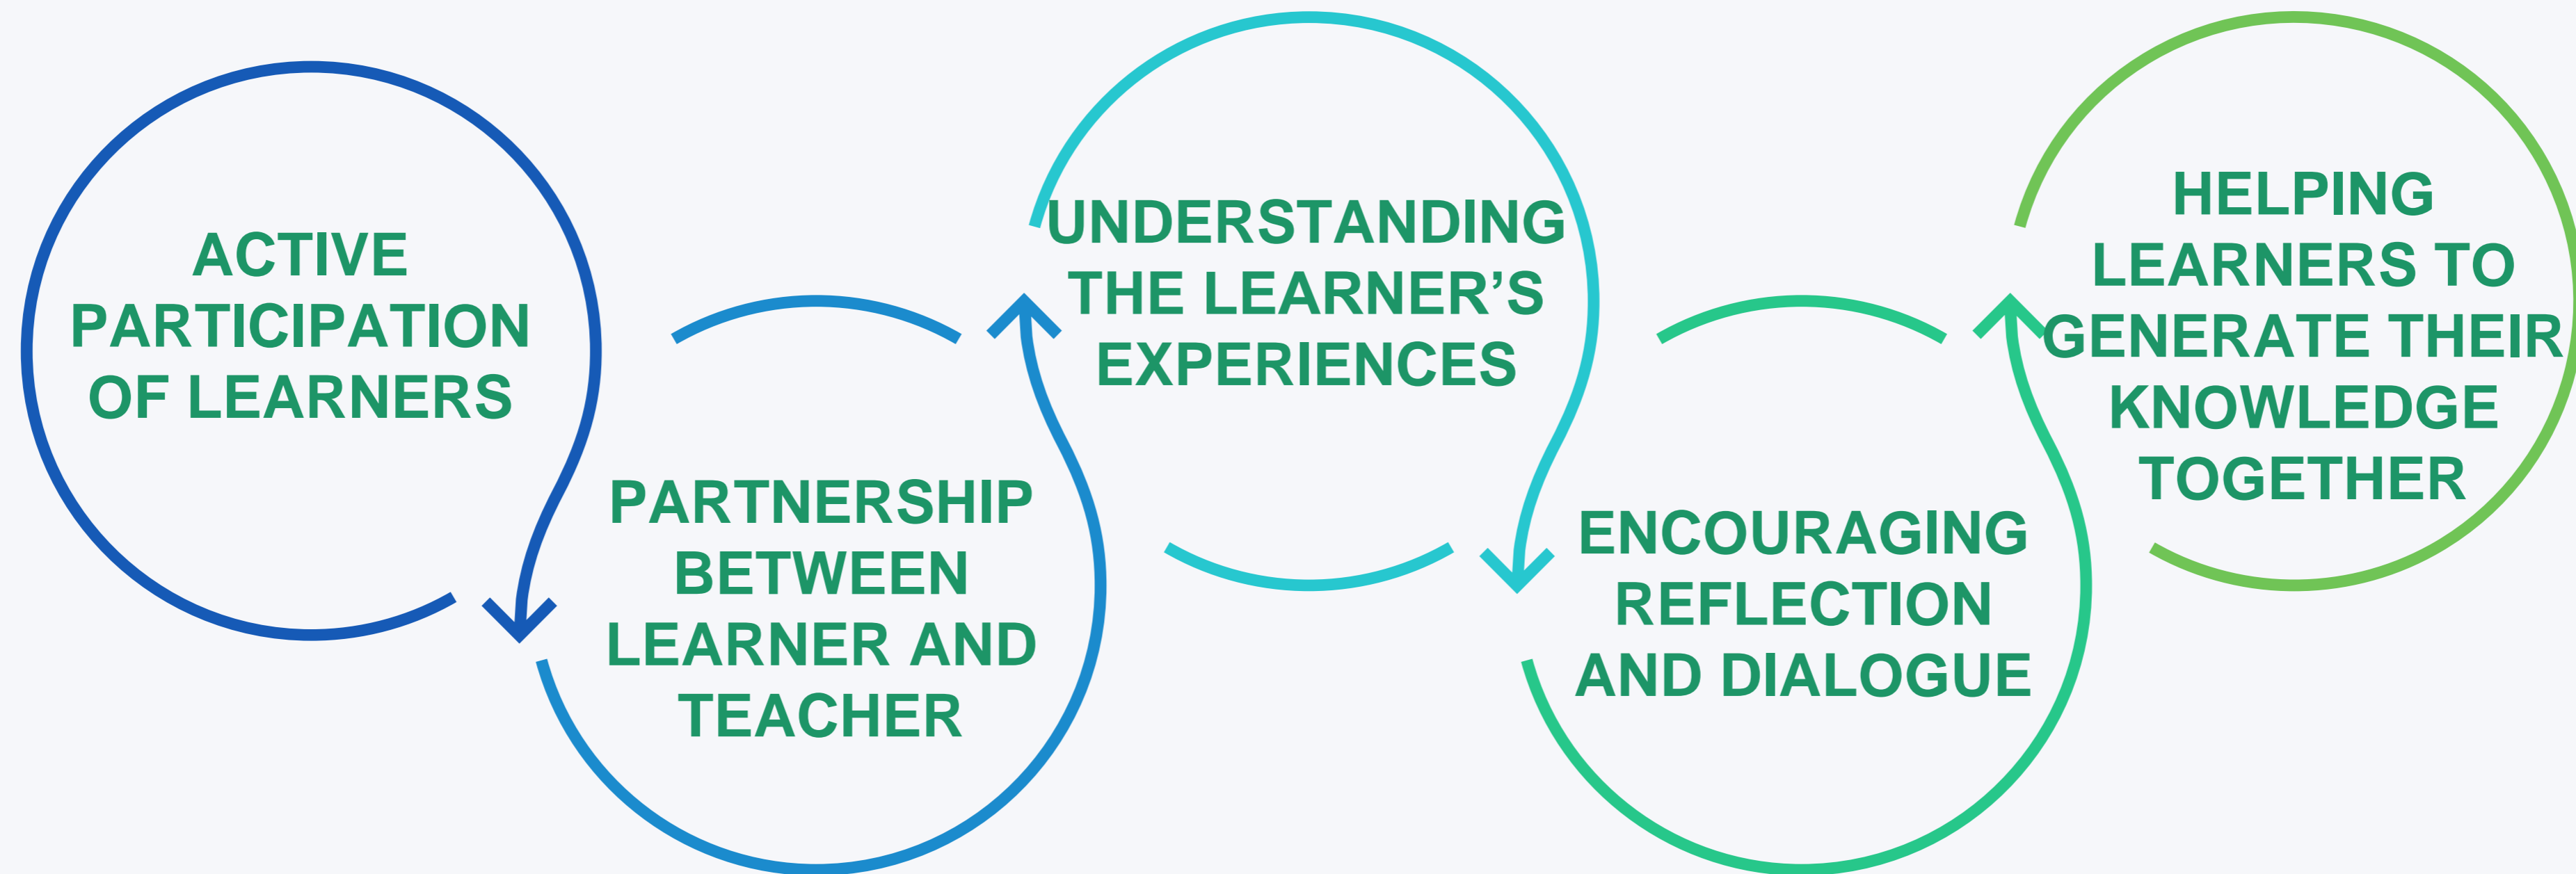 ACTIVE
PARTICIPATION
OF LEARNERS
PARTNERSHIP
BETWEEN
LEARNER AND
TEACHER
UNDERSTANDING
THE LEARNER’S
EXPERIENCES
ENCOURAGING
REFLECTION
AND DIALOGUE
HELPING
LEARNERS TO
GENERATE THEIR
KNOWLEDGE
TOGETHER